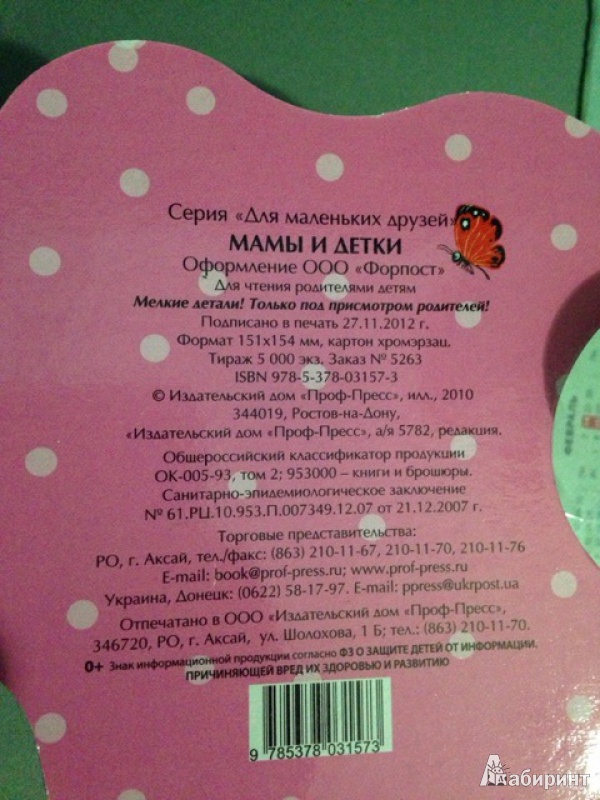 Серия «Для маленьких друзей»
МАМЫ И ДЕТКИ
Оформление ООО «Форпост»
Для чтения родителями детям
Мелкие детали! Только под присмотром родителей!
Подписано в печать 27.11.2012 г.
Формат 151х154 мм, картон хромэрзац.
Тираж 5 000 экз. Заказ № 5263
ISBN 978-5-378-03157-3
© Издательский дом «Проф-Пресс», илл., 2010
344019, Ростов-на-Дону,
«Издательский дом «Проф-Пресс», а/я 5782, редакция.
Общероссийский классификатор продукции
ОК-005-93, том 2; 953000 – книги и брошюры.
Санитарно-эпидемиологическое заключение
№ 61.РЦ.10.953.П.007349.12.07 от 21.12.2007 г.
Торговые представительства:
РО, г. Аксай, тел./факс: (863) 210-11-67, 210-11-70, 210-11-76
E-mail: book@prof-press.ru; www.prof-press.ru
Украина, Донецк: (0622) 58-17-97. E-mail: ppress@ukrpost.ua
Отпечатано в ООО «Издательский дом «Проф-Пресс»,
346720, РО, г. Аксай, ул. Шолохова, 1 Б; тел.: (863) 210-11-70.
0+ Знак информационной продукции согласно ФЗ О ЗАЩИТЕ ДЕТЕЙ ОТ ИНФОРМАЦИИ,
ПРИЧИНЯЮЩЕЙ ВРЕД ИХ ЗДОРОВЬЮ И РАЗВИТИЮ
9 785378 031573
ФЕВРАЛЬ
Лабиринт